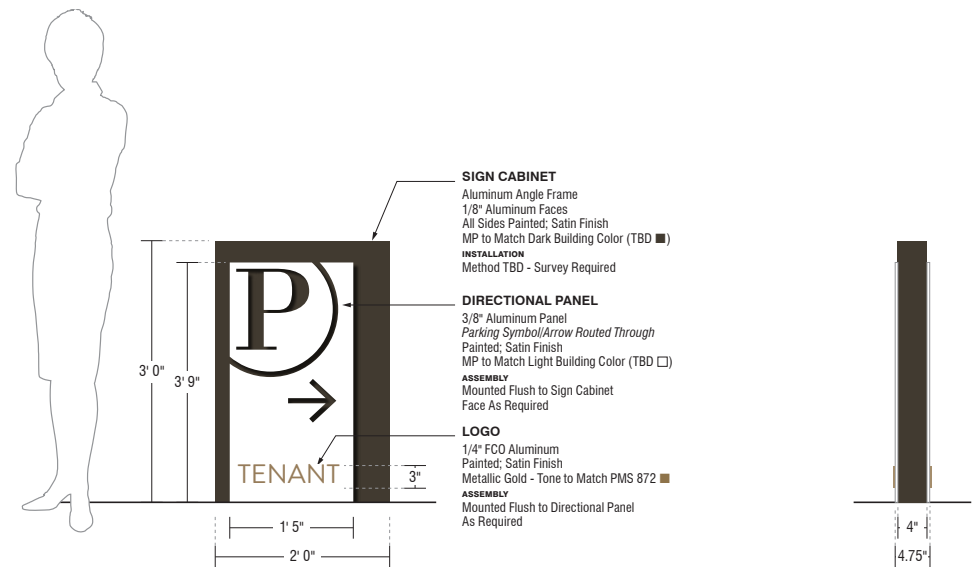 SIGN CABINET
Aluminum Angle Frame
1/8" Aluminum Faces
All Sides Painted; Satin Finish
MP to Match Dark Building Color (TBD ■)
INSTALLATION
Method TBD - Survey Required
DIRECTIONAL PANEL
3/8" Aluminum Panel
Parking Symbol/Arrow Routed Through
Painted; Satin Finish
MP to Match Light Building Color (TBD □)
ASSEMBLY
Mounted Flush to Sign Cabinet
Face As Required
LOGO
1/4" FCO Aluminum
Painted; Satin Finish
Metallic Gold - Tone to Match PMS 872 ■
ASSEMBLY
Mounted Flush to Directional Panel
As Required
P
TENANT
3' 0"
3' 9"
3"
1' 5"
2' 0"
4"
4.75"